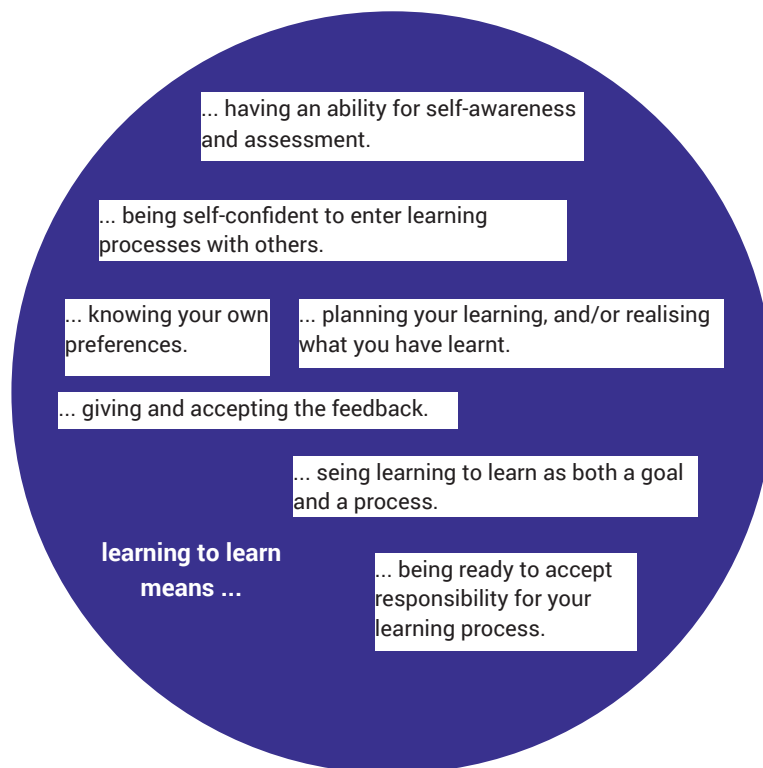 ... having an ability for self-awareness
and assessment.
... being self-confident to enter learning
processes with others.
... knowing your own
preferences.
... planning your learning, and/or realising
what you have learnt.
... giving and accepting the feedback.
... seing learning to learn as both a goal
and a process.
learning to learn
means ...
... being ready to accept
responsibility for your
learning process.